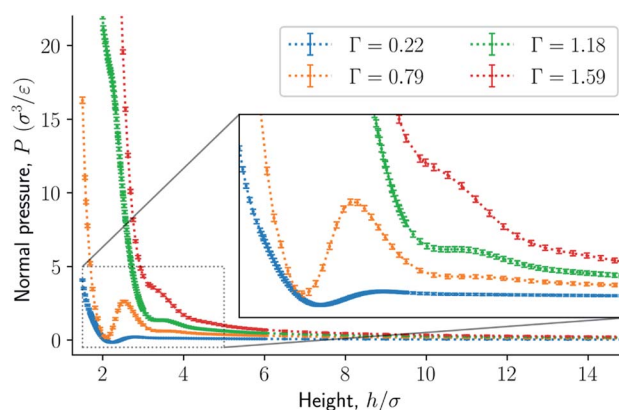 20
15
10
5
0
Normal pressure, P (σ³/ε)
Γ = 0.22
Γ = 0.79
Γ = 1.18
Γ = 1.59
2 4 6 8 10 12 14
Height, h/σ